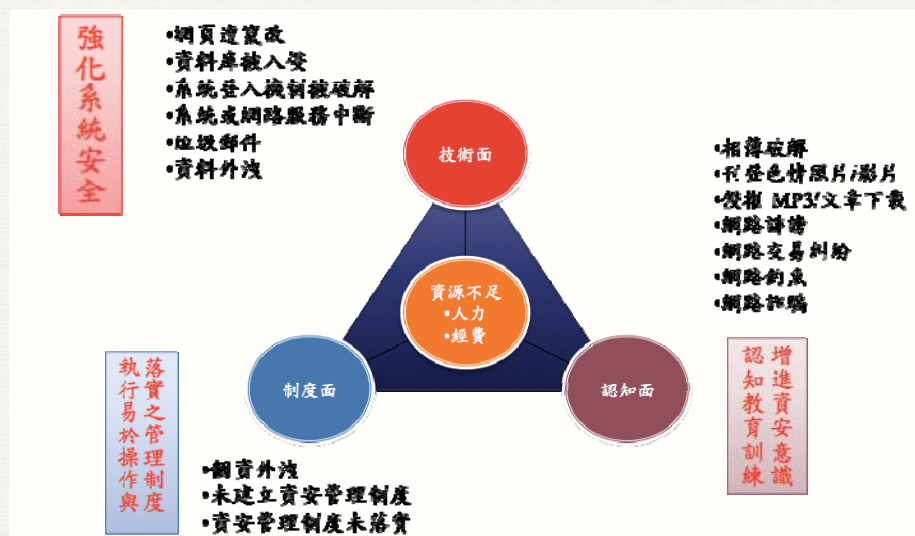 強化系統安全
•網頁遭竄改
•資料庫被入侵
•系統登入機制被破解
•系統或網路服務中斷
•垃圾郵件
•資料外洩
技術面
•相簿破解
•刊登色情照片/影片
•侵權 MP3/文章下載
•網路誹謗
•網路交易糾紛
•網路釣魚
•網路詐騙
資源不足
•人力
•經費
制度面
認知面
落實之管理制度
執行易於操作與
•個資外洩
•未建立資安管理制度
•資安管理制度未落實
增進資安意識
認知教育訓練